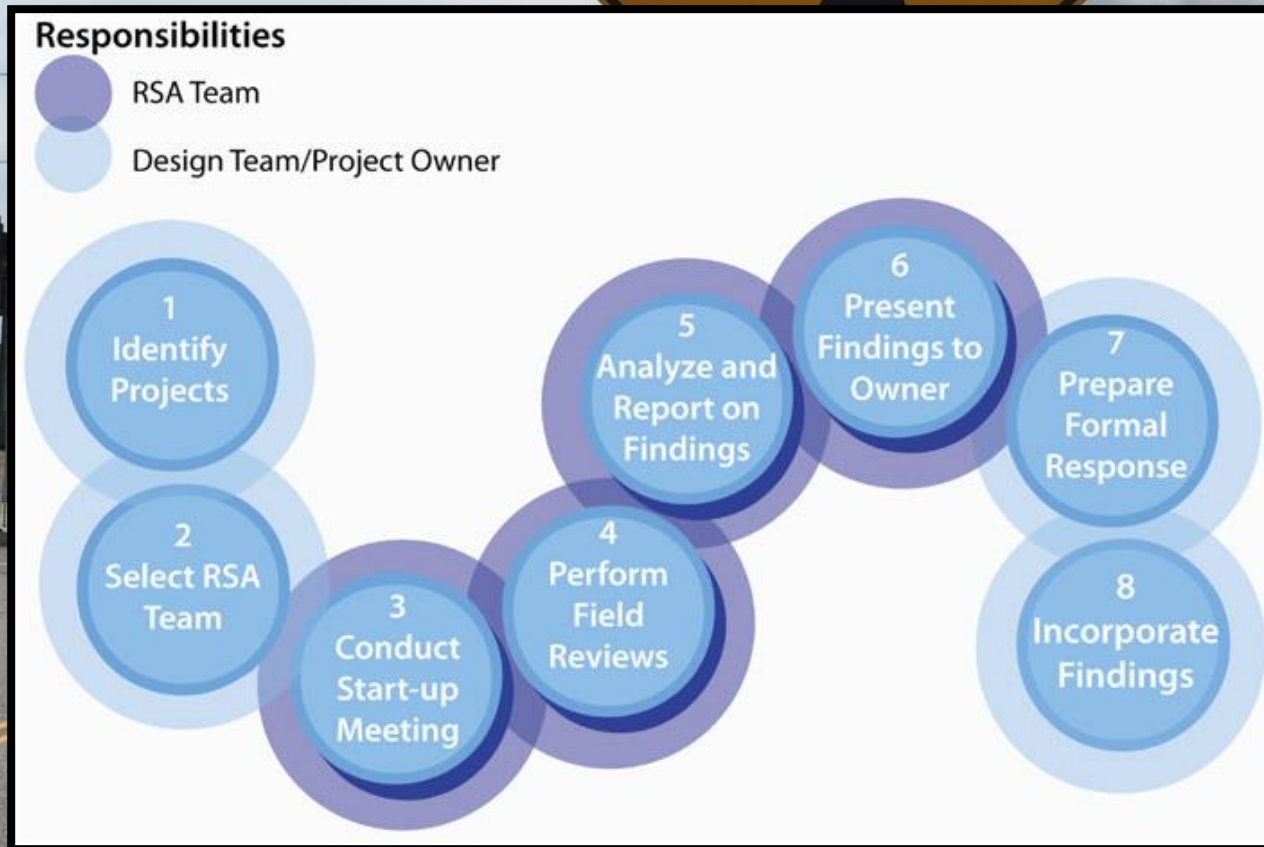 Responsibilities
RSA Team
Design Team/Project Owner
1
Identify
Projects
2
Select RSA
Team
3
Conduct
Start-up
Meeting
4
Perform
Field
Reviews
5
Analyze and
Report on
Findings
6
Present
Findings to
Owner
7
Prepare
Formal
Response
8
Incorporate
Findings